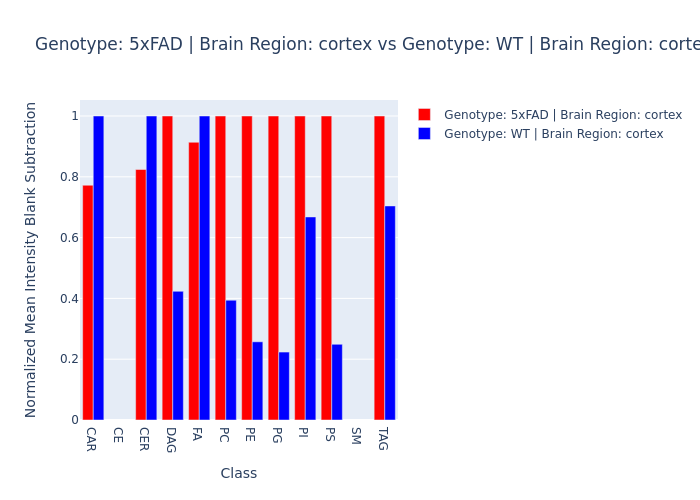 Genotype: 5xFAD | Brain Region: cortex vs Genotype: WT | Brain Region: corte
Normalized Mean Intensity Blank Subtraction
1
0.8
0.6
0.4
0.2
0
CAR
CE
CER
DAG
FA
PC
PE
PG
PI
PS
SM
TAG
Class
Genotype: 5xFAD | Brain Region: cortex
Genotype: WT | Brain Region: cortex